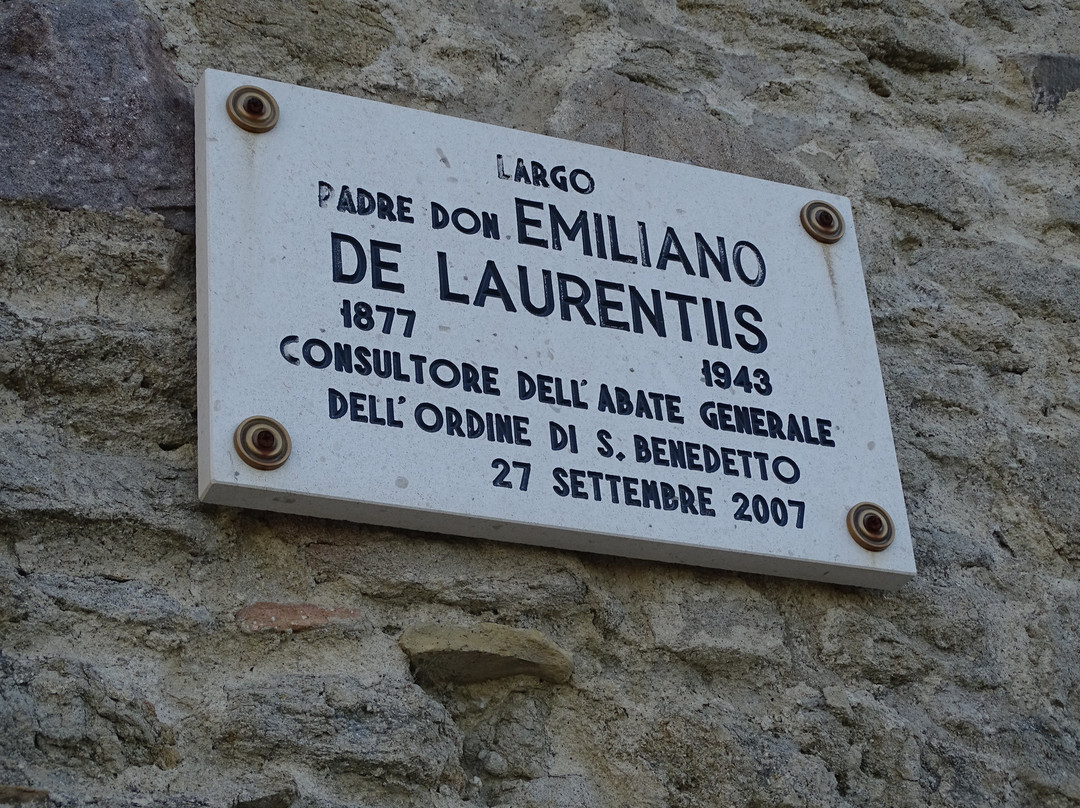 LARGO
PADRE DON EMILIANO
DE LAURENTIIS
1877 1943
CONSULTORE DELL'ABATE GENERALE
DELL'ORDINE DI S. BENEDETTO
27 SETTEMBRE 2007